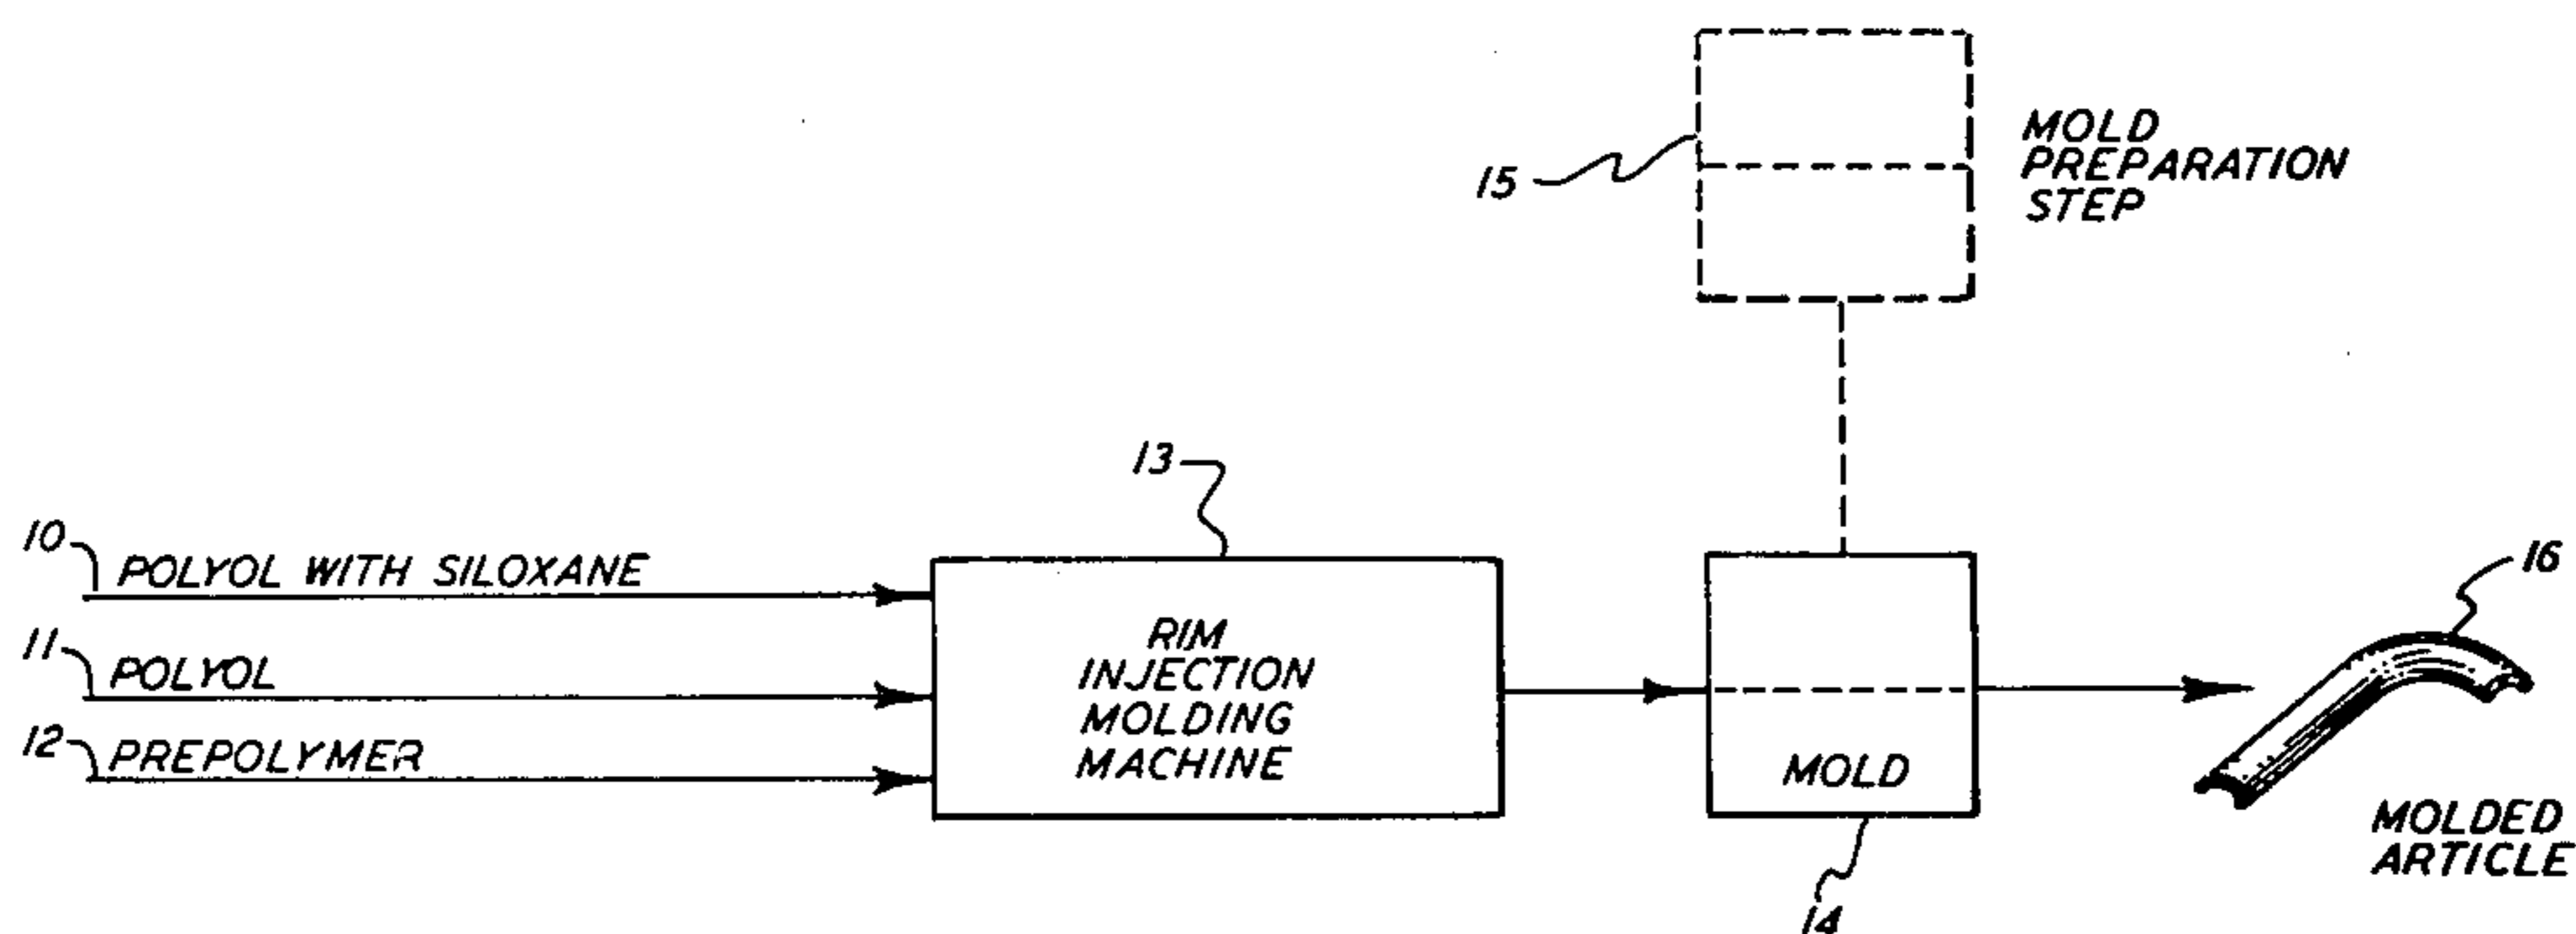 15
MOLD
PREPARATION
STEP
13
10
POLYOL WITH SILOXANE
11
POLYOL
12
PREPOLYMER
RIM
INJECTION
MOLDING
MACHINE
MOLD
14
16
MOLDED
ARTICLE